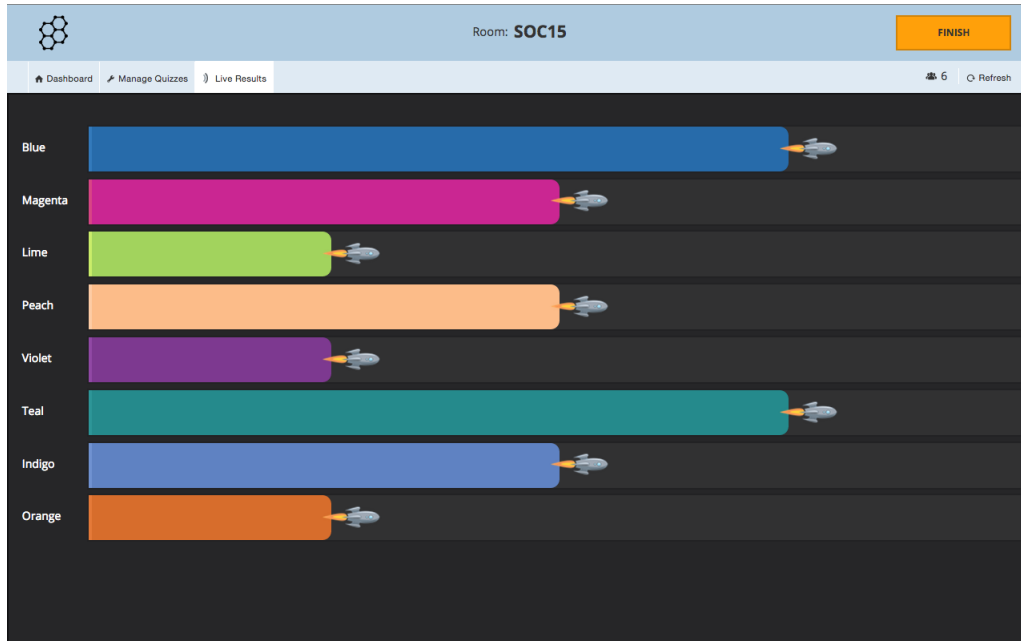 Room: SOC15
FINISH
Dashboard Manage Quizzes Live Results 6 Refresh
Blue
Magenta
Lime
Peach
Violet
Teal
Indigo
Orange